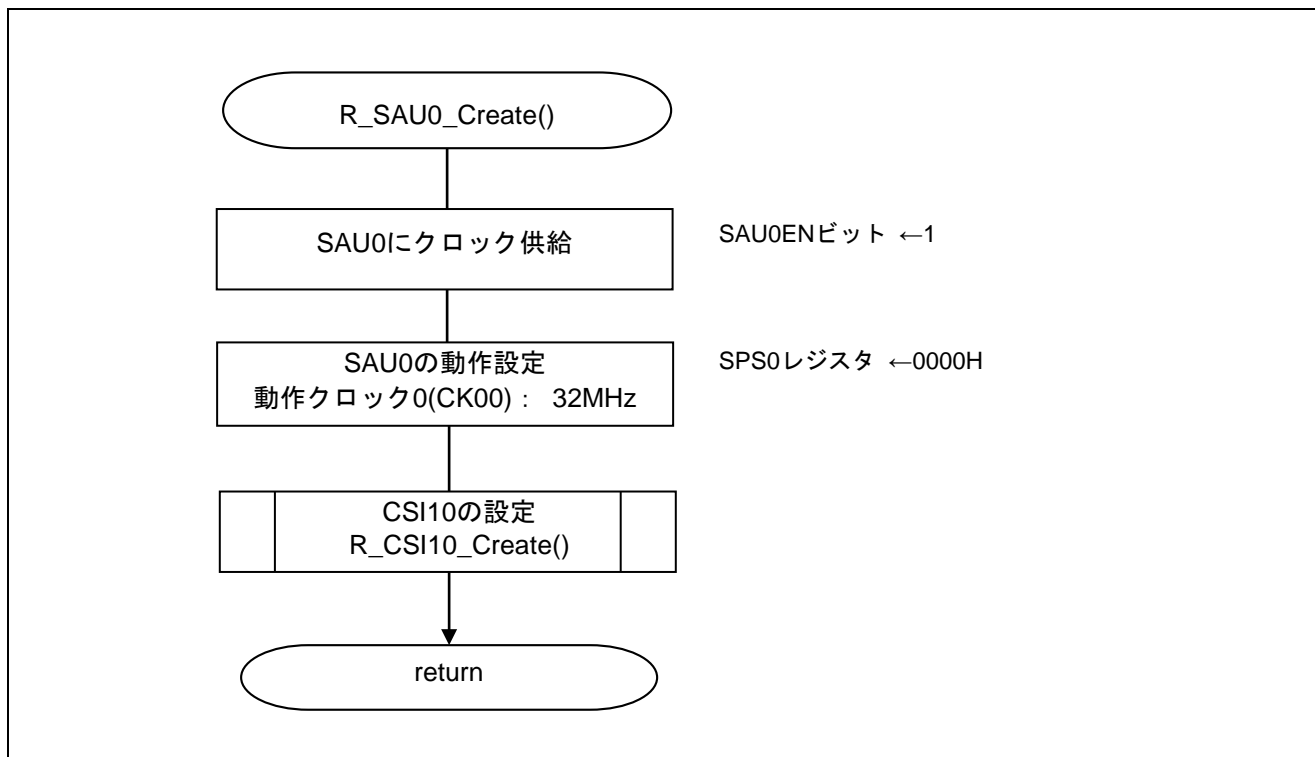 R_SAU0_Create()
SAU0にクロック供給
SAU0ENビット ←1
SAU0の動作設定
動作クロック0(CK00)： 32MHz
SPS0レジスタ ←0000H
CSI10の設定
R_CSI10_Create()
return